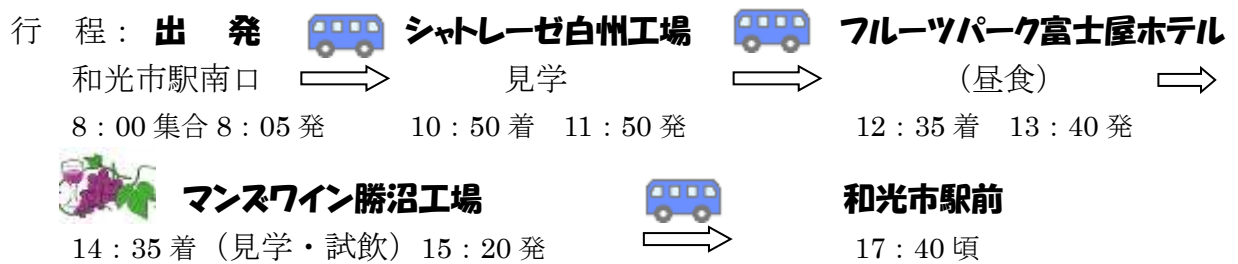 行 程： 出 発 シャトレーゼ白州工場 フルーツパーク富士屋ホテル
和光市駅南口 見学 （昼食）
8：00集合 8：05発 10：50着 11：50発 12：35着 13：40発
マンズワイン勝沼工場 和光市駅前
14：35着（見学・試飲）15：20発 17：40頃